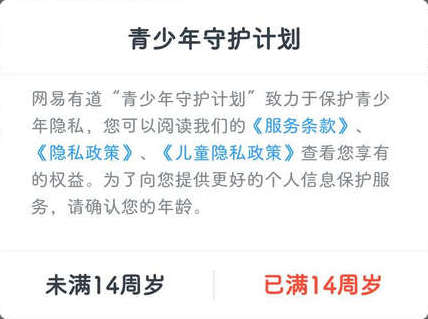 青少年守护计划
网易有道“青少年守护计划”致力于保护青少
年隐私，您可以阅读我们的《服务条款》、
《隐私政策》、《儿童隐私政策》查看您享有
的权益。为了向您提供更好的个人信息保护服
务，请确认您的年龄。
未满14周岁
已满14周岁